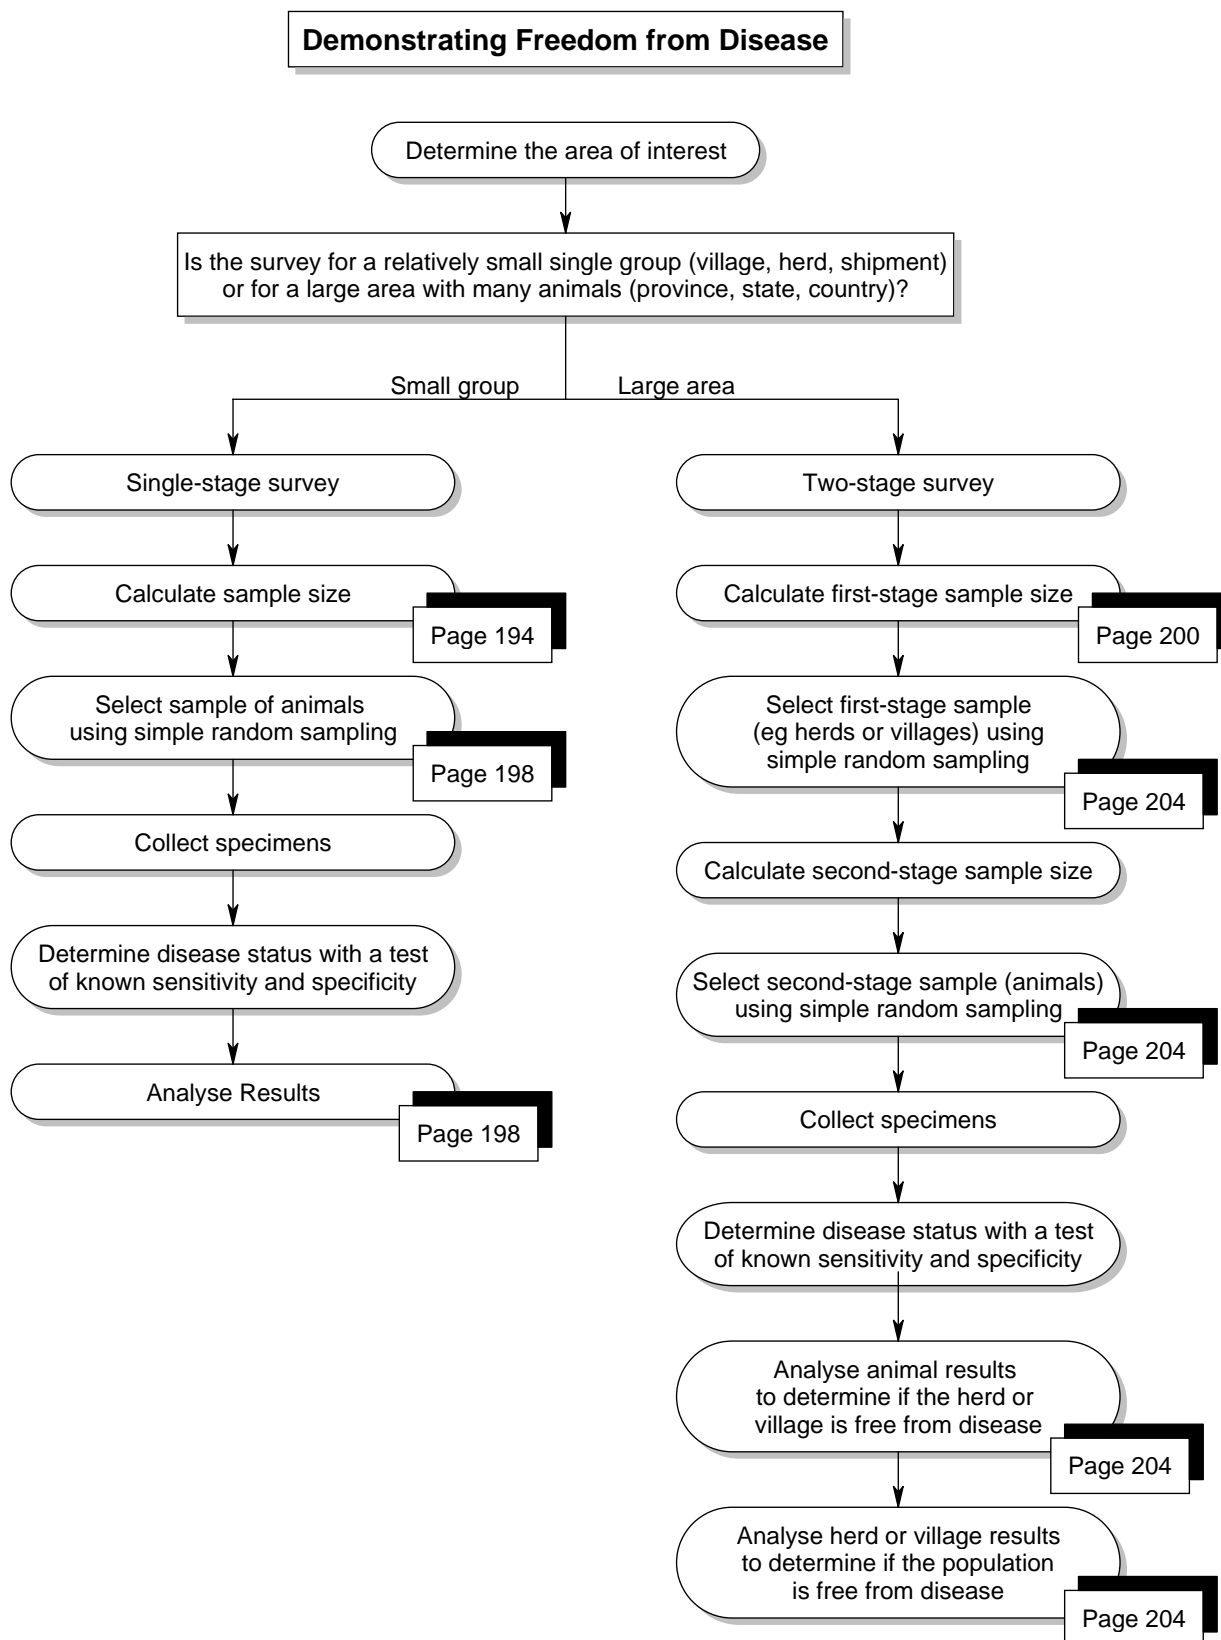 Demonstrating Freedom from Disease
Determine the area of interest
Is the survey for a relatively small single group (village, herd, shipment)
or for a large area with many animals (province, state, country)?
Small group
Large area
Single-stage survey
Calculate sample size
Page 194
Select sample of animals
using simple random sampling
Page 198
Collect specimens
Determine disease status with a test
of known sensitivity and specificity
Analyse Results
Page 198
Two-stage survey
Calculate first-stage sample size
Page 200
Select first-stage sample
(eg herds or villages) using
simple random sampling
Page 204
Calculate second-stage sample size
Select second-stage sample (animals)
using simple random sampling
Page 204
Collect specimens
Determine disease status with a test
of known sensitivity and specificity
Analyse animal results
to determine if the herd or
village is free from disease
Page 204
Analyse herd or village results
to determine if the population
is free from disease
Page 204